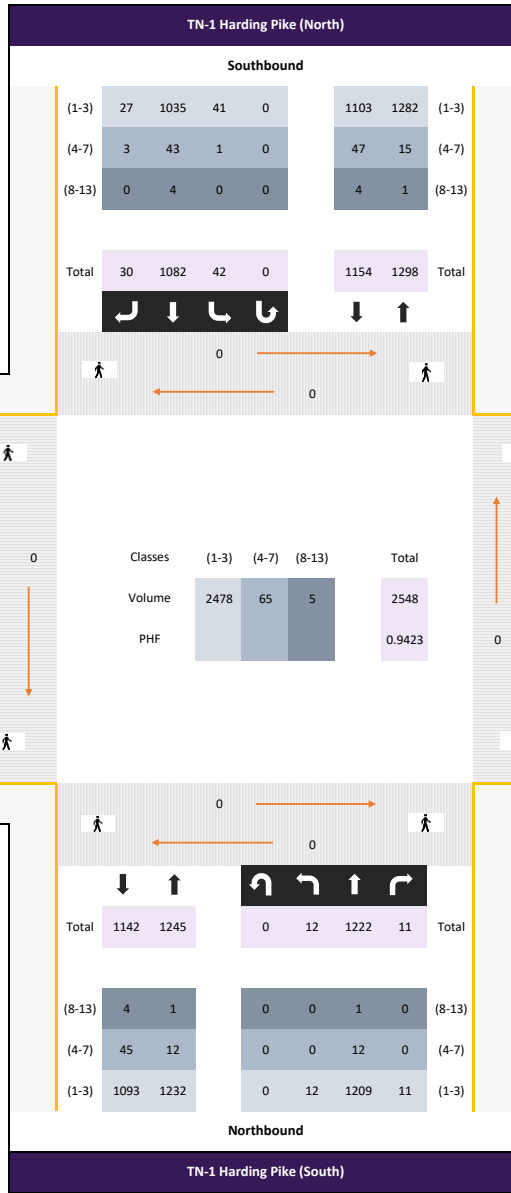 TN-1 Harding Pike (North)
Southbound
(1-3) 27 1035 41 0 1103 1282 (1-3)
(4-7) 3 43 1 0 47 15 (4-7)
(8-13) 0 4 0 0 4 1 (8-13)
Total 30 1082 42 0 1154 1298 Total
0
0
0
Classes (1-3) (4-7) (8-13) Total
Volume 2478 65 5 2548
PHF 0.9423
0
0
0
Total 1142 1245 0 12 1222 11 Total
(8-13) 4 1 0 0 1 0 (8-13)
(4-7) 45 12 0 0 12 0 (4-7)
(1-3) 1093 1232 0 12 1209 11 (1-3)
Northbound
TN-1 Harding Pike (South)